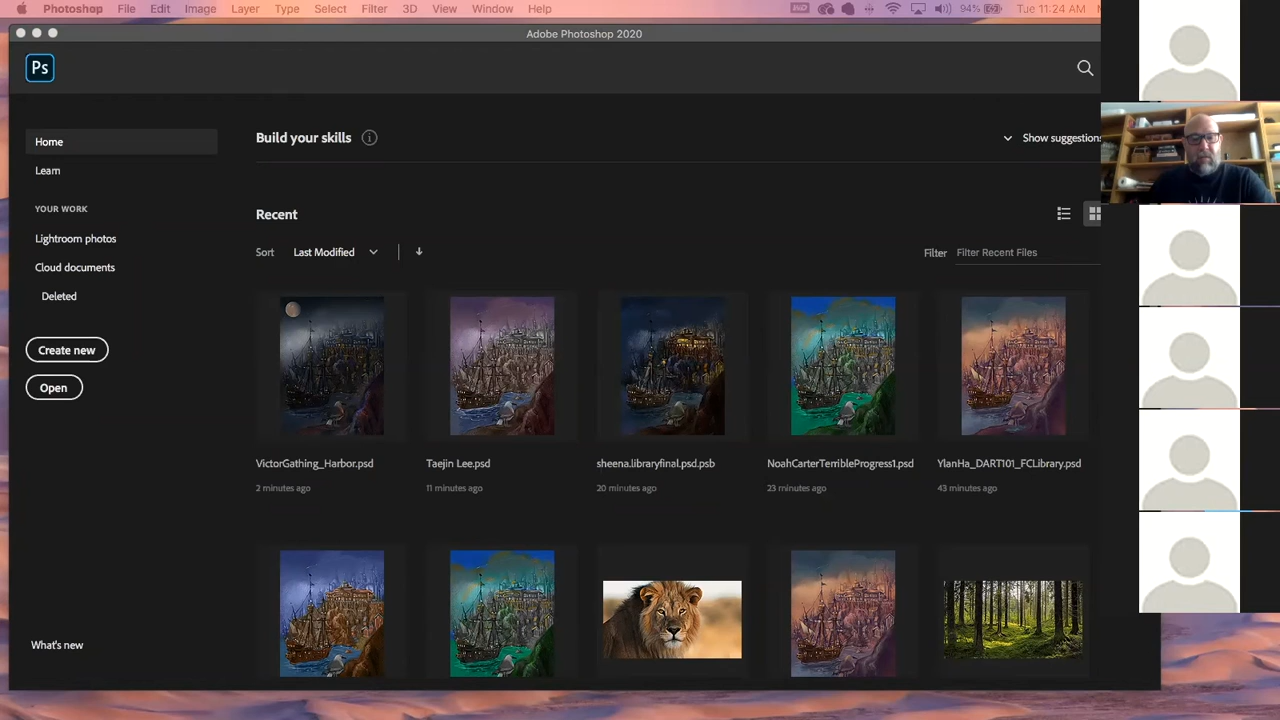 Photoshop File Edit Image Layer Type Select Filter 3D View Window Help 94% Tue 11:24 AM
Adobe Photoshop 2020
Ps
Build your skills
Show suggestions
Home
Learn
YOUR WORK
Lightroom photos
Cloud documents
Deleted
Create new
Open
What's new
Recent
Sort Last Modified
Filter Filter Recent Files
VictorGathing_Harbor.psd
2 minutes ago
Taejin Lee.psd
11 minutes ago
sheena.libraryfinal.psd.psb
20 minutes ago
NoahCarterTerribleProgress1.psd
23 minutes ago
YlanHa_DART101_FCLibrary.psd
43 minutes ago